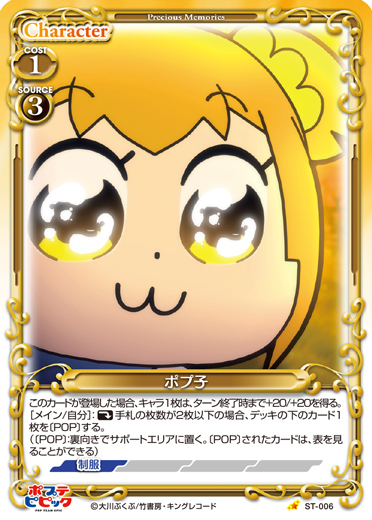 Precious Memories
Character
COST
1
SOURCE
3
ポプ子
このカードが登場した場合、キャラ1枚は、ターン終了時まで+20/+20を得る。
[メイン/自分]: 手札の枚数が2枚以下の場合、デッキの下のカード1
枚を[POP]する。
([POP]:裏向きでサポートエリアに置く。[POP]されたカードは、表を見
ることができる)
制服
ポプテ
ピピック
POP TEAM EPIC
©大川ぶくぶ/竹書房・キングレコード
ST-006